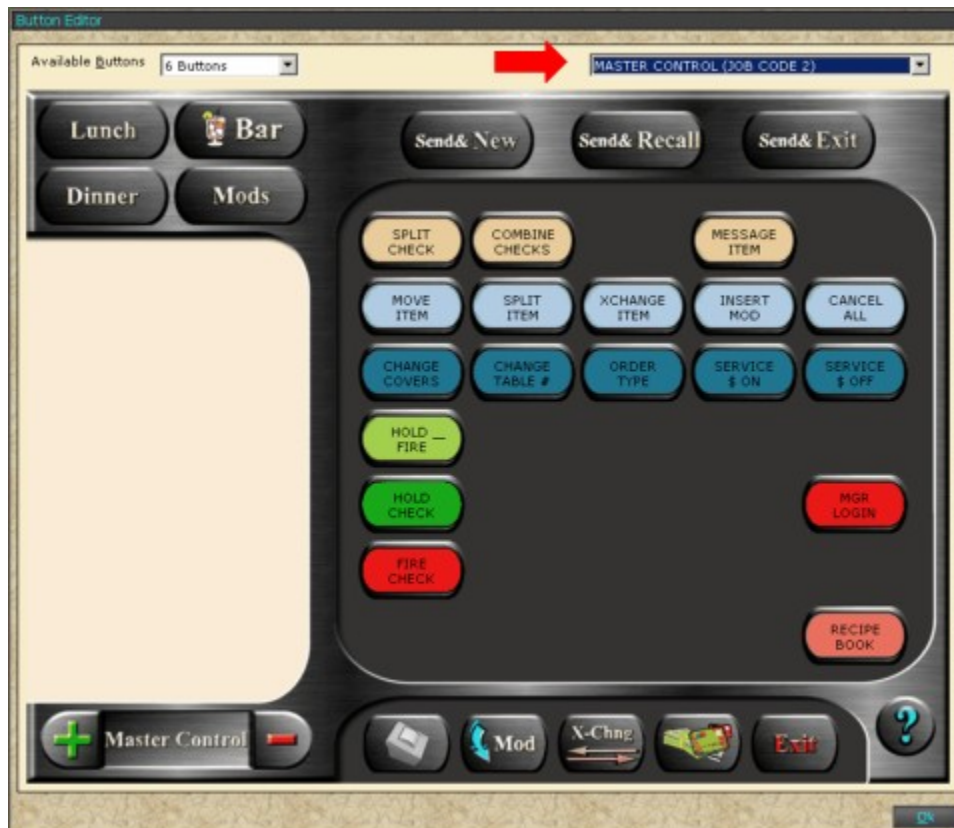 Button Editor
Available Buttons
6 Buttons
MASTER CONTROL (JOB CODE 2)
Lunch
Bar
Send& New
Send& Recall
Send& Exit
Dinner
Mods
SPLIT
CHECK
COMBINE
CHECKS
MESSAGE
ITEM
MOVE
ITEM
SPLIT
ITEM
XCHANGE
ITEM
INSERT
MOD
CANCEL
ALL
CHANGE
COVERS
CHANGE
TABLE #
ORDER
TYPE
SERVICE
$ ON
SERVICE
$ OFF
HOLD __
FIRE
HOLD
CHECK
MGR
LOGIN
FIRE
CHECK
RECIPE
BOOK
Master Control
Mod
X-Chng
Exit
?
Ok